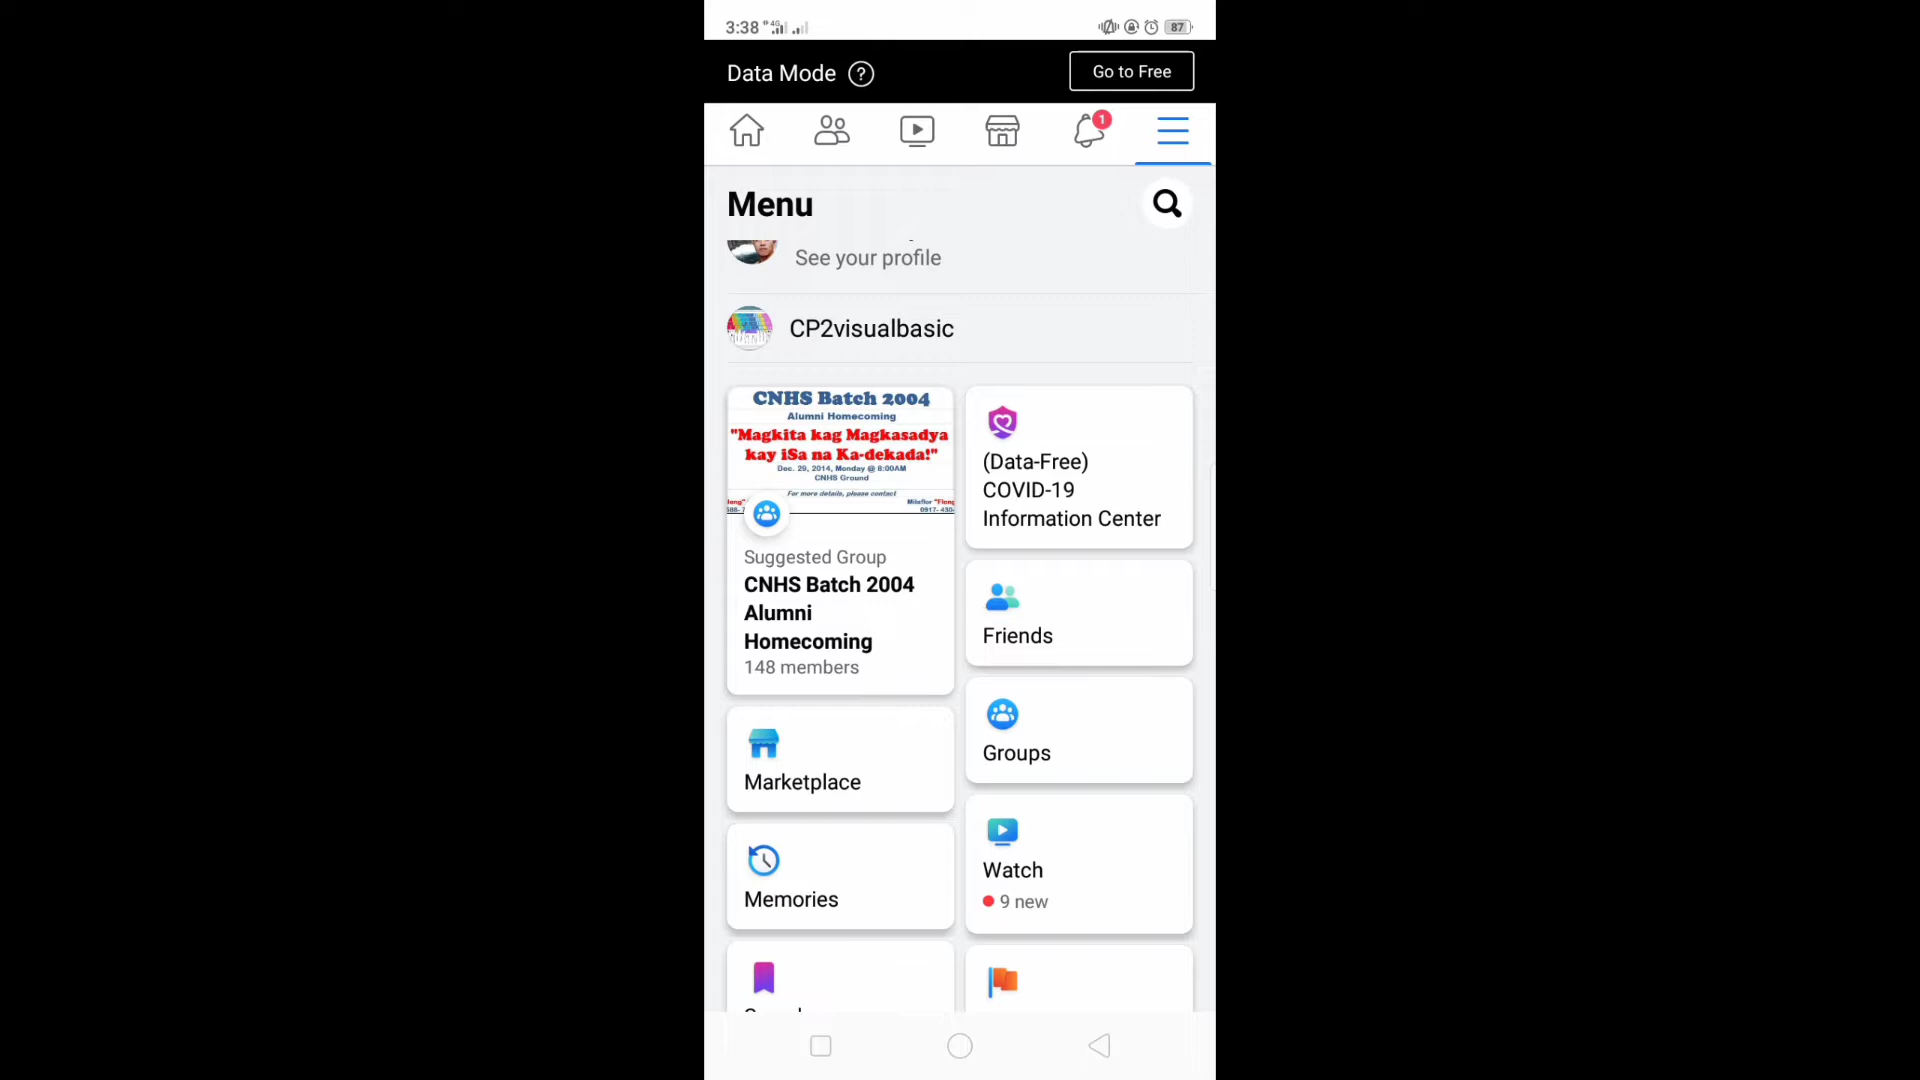 3:38 4G 87
Data Mode ? Go to Free
1
Menu
See your profile
CP2visualbasic
CNHS Batch 2004
Alumni Homecoming
"Magkita kag Magkasadya
kay iSa na Ka-dekada!"
Dec. 29, 2014, Monday @ 8:00AM
CNHS Ground
For more details, please contact
0917- 430-
Suggested Group
CNHS Batch 2004
Alumni
Homecoming
148 members
(Data-Free)
COVID-19
Information Center
Friends
Marketplace
Groups
Memories
Watch
9 new